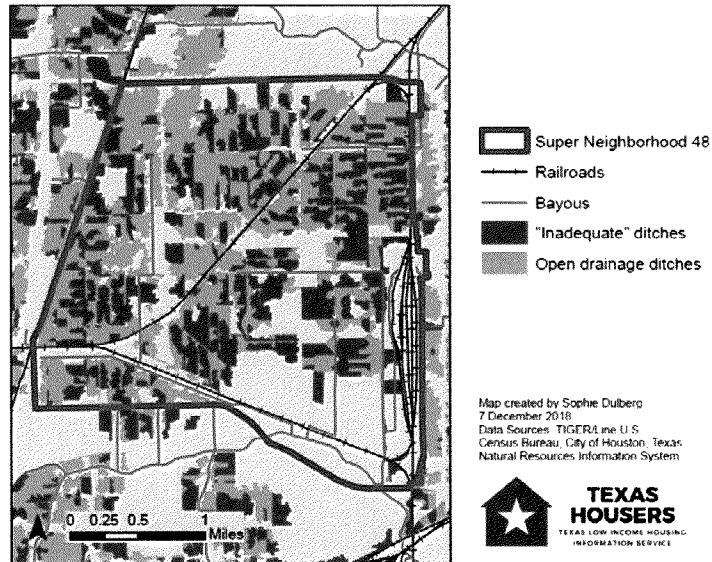 Super Neighborhood 48
Railroads
Bayous
"Inadequate" ditches
Open drainage ditches
Map created by Sophie Dulberg
7 December 2018
Data Sources TIGER/Line U S
Census Bureau, City of Houston, Texas
Natural Resources Information System
0 0.25 0.5 1
Miles
TEXAS
HOUSERS
TEXAS LOW INCOME HOUSING
INFORMATION SERVICE